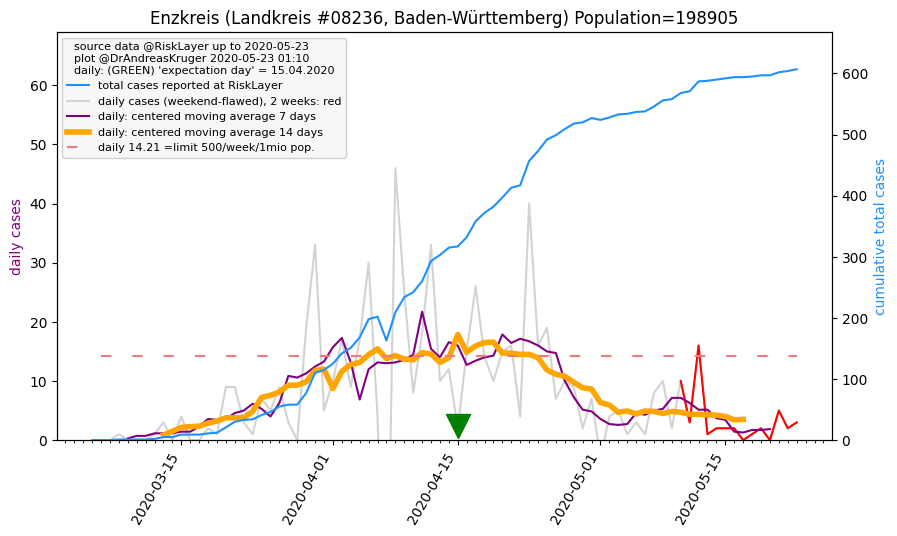 Enzkreis (Landkreis #08236, Baden-Württemberg) Population=198905
source data @RiskLayer up to 2020-05-23
plot @DrAndreasKruger 2020-05-23 01:10
daily: (GREEN) 'expectation day' = 15.04.2020
total cases reported at RiskLayer
daily cases (weekend-flawed), 2 weeks: red
daily: centered moving average 7 days
daily: centered moving average 14 days
daily 14.21 =limit 500/week/1mio pop.
daily cases
60
50
40
30
20
10
0
600
500
400
300
200
100
0
cumulative total cases
2020-03-15
2020-04-01
2020-04-15
2020-05-01
2020-05-15